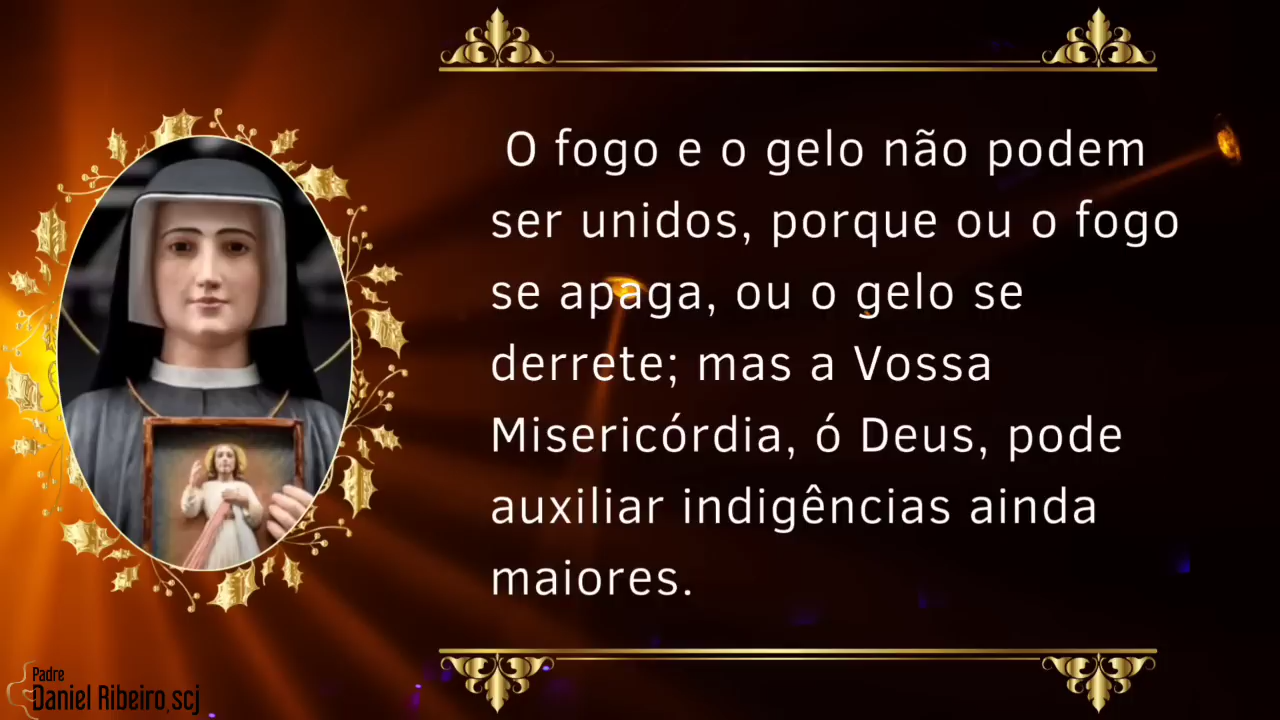 O fogo e o gelo não podem
ser unidos, porque ou o fogo
se apaga, ou o gelo se
derrete; mas a Vossa
Misericórdia, ó Deus, pode
auxiliar indigências ainda
maiores.
Padre
Daniel Ribeiro, scj